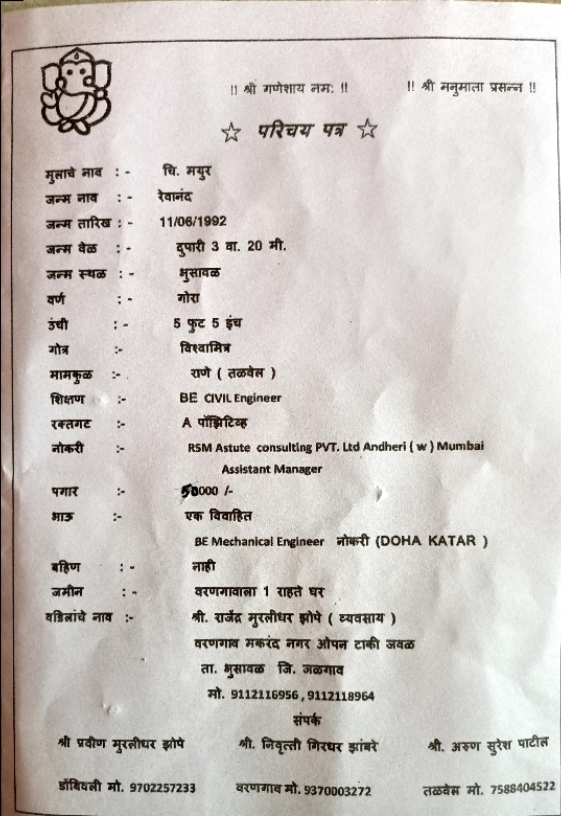 !! श्री गणेशाय नमः !! !! श्री मनुमाता प्रसन्न !!
☆ परिचय पत्र ☆
मुलाचे नाव : - चि. मयुर
जन्म नाव : - रेवानंद
जन्म तारिख : - 11/06/1992
जन्म वेळ : - दुपारी 3 वा. 20 मी.
जन्म स्थळ : - भुसावळ
वर्ण : - गोरा
उंची : - 5 फुट 5 इंच
गोत्र :- विश्वामित्र
मामकुळ :- राणे ( तळवेल )
शिक्षण :- BE CIVIL Engineer
रक्तगट :- A पॉझिटिव्ह
नोकरी :- RSM Astute consulting PVT. Ltd Andheri ( w ) Mumbai
Assistant Manager
पगार :- 50000 /-
भाऊ :- एक विवाहित
BE Mechanical Engineer नोकरी (DOHA KATAR )
बहिण : - नाही
जमीन : - वरणगावाला 1 राहते घर
वडिलांचे नाव :- श्री. राजेंद्र मुरलीधर झोपे ( व्यवसाय )
वरणगाव मकरंद नगर ओपन टाकी जवळ
ता. भुसावळ जि. जळगाव
मो. 9112116956 , 9112118964
संपर्क
श्री प्रवीण मुरलीधर झोपे श्री. निवृत्ती गिरधर झांबरे श्री. अरुण सुरेश पाटील
डोंबिवली मो. 9702257233 वरणगाव मो. 9370003272 तळवेस मो. 7588404522